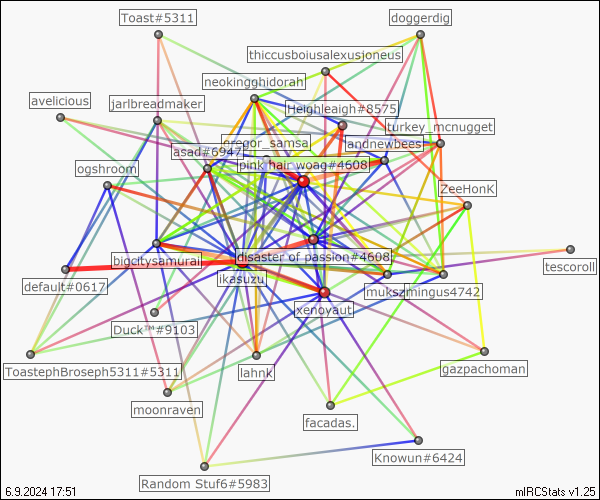 Toast#5311
doggerdig
thiccusboiusalexusjoneus
neokingghidorah
avelicious
jarlbreadmaker
Heighleigh#8575
turkey_mcnugget
gregor_samsa
andnewbees
asad#6947
pink hair woag#4608
ogshroom
ZeeHonK
bigcitysamurai
disaster of passion#4608
tescoroll
default#0617
ikasuzu
mukszmingus4742
xenoyaut
Duck™#9103
ToastephBroseph5311#5311
lahnk
gazpachoman
moonraven
facadas.
Knowun#6424
Random Stuf6#5983
6.9.2024 17:51
mIRCStats v1.25